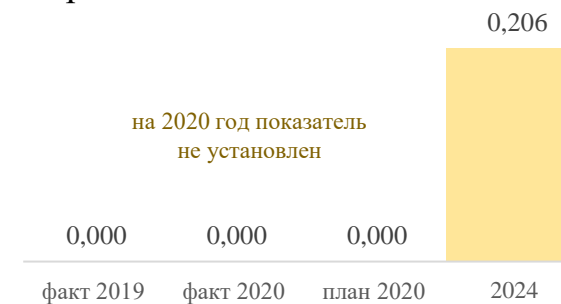 0,206
на 2020 год показатель
не установлен
0,000 0,000 0,000
факт 2019 факт 2020 план 2020 2024